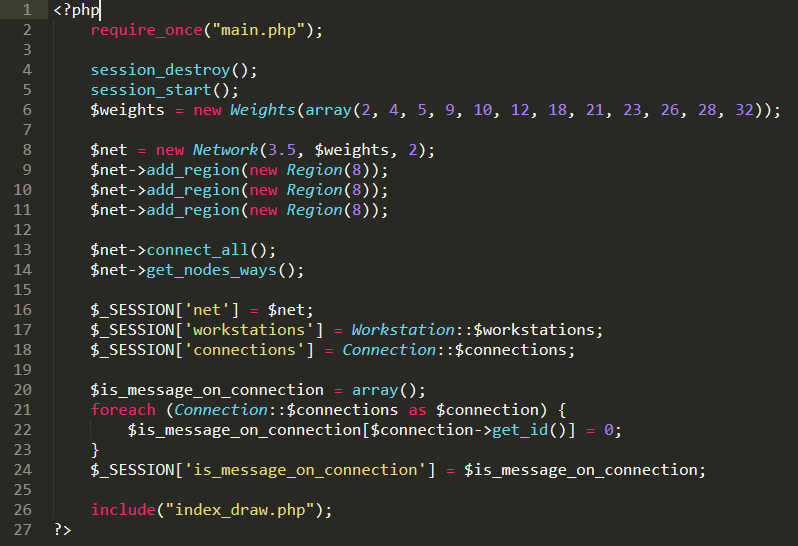 1 <?php
2 require_once("main.php");
3
4 session_destroy();
5 session_start();
6 $weights = new Weights(array(2, 4, 5, 9, 10, 12, 18, 21, 23, 26, 28, 32));
7
8 $net = new Network(3.5, $weights, 2);
9 $net->add_region(new Region(8));
10 $net->add_region(new Region(8));
11 $net->add_region(new Region(8));
12
13 $net->connect_all();
14 $net->get_nodes_ways();
15
16 $_SESSION['net'] = $net;
17 $_SESSION['workstations'] = Workstation::$workstations;
18 $_SESSION['connections'] = Connection::$connections;
19
20 $is_message_on_connection = array();
21 foreach (Connection::$connections as $connection) {
22 $is_message_on_connection[$connection->get_id()] = 0;
23 }
24 $_SESSION['is_message_on_connection'] = $is_message_on_connection;
25
26 include("index_draw.php");
27 ?>